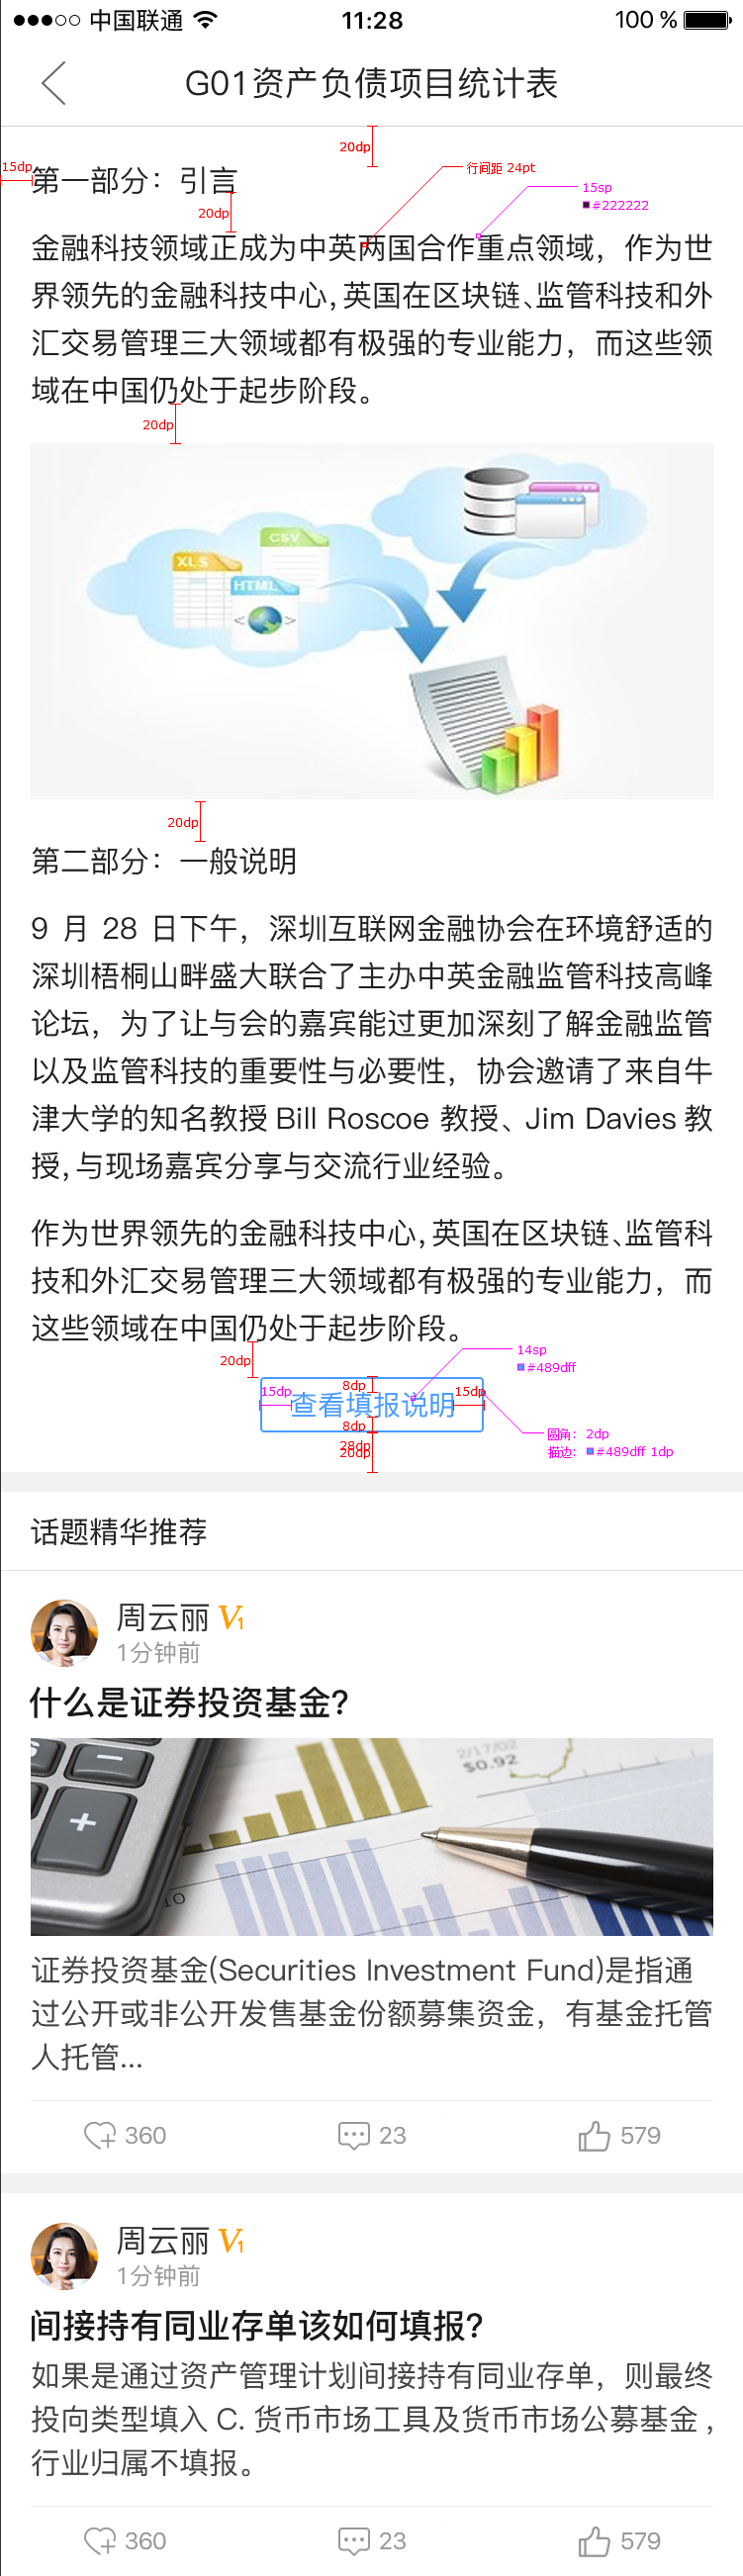 中国联通 11:28 100 %
G01资产负债项目统计表
20dp
15dp
第一部分：引言
行间距 24pt
15sp
#222222
20dp
金融科技领域正成为中英两国合作重点领域，作为世
界领先的金融科技中心,英国在区块链、监管科技和外
汇交易管理三大领域都有极强的专业能力，而这些领
域在中国仍处于起步阶段。
20dp
XLS
CSV
HTML
20dp
第二部分：一般说明
9 月 28 日下午，深圳互联网金融协会在环境舒适的
深圳梧桐山畔盛大联合了主办中英金融监管科技高峰
论坛，为了让与会的嘉宾能过更加深刻了解金融监管
以及监管科技的重要性与必要性，协会邀请了来自牛
津大学的知名教授 Bill Roscoe 教授、Jim Davies 教
授,与现场嘉宾分享与交流行业经验。
作为世界领先的金融科技中心,英国在区块链、监管科
技和外汇交易管理三大领域都有极强的专业能力，而
这些领域在中国仍处于起步阶段。
20dp
14sp
#489dff
15dp
8dp
15dp
查看填报说明
8dp
圆角： 2dp
描边： #489dff 1dp
28dp
20dp
话题精华推荐
周云丽 V1
1分钟前
什么是证券投资基金?
2/17/02
$0.92
+
10
证券投资基金(Securities Investment Fund)是指通
过公开或非公开发售基金份额募集资金，有基金托管
人托管...
360 23 579
周云丽 V1
1分钟前
间接持有同业存单该如何填报?
如果是通过资产管理计划间接持有同业存单，则最终
投向类型填入 C. 货币市场工具及货币市场公募基金 ,
行业归属不填报。
360 23 579